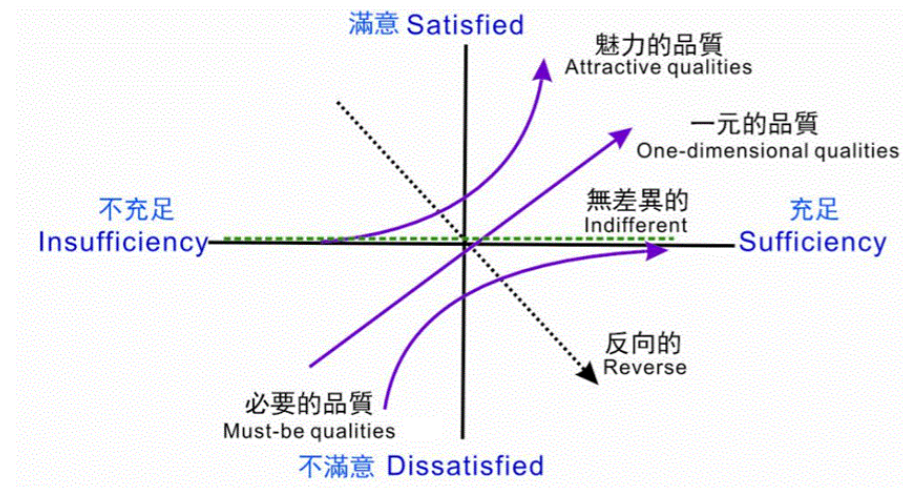 滿意 Satisfied
魅力的品質
Attractive qualities
一元的品質
One-dimensional qualities
無差異的
Indifferent
不充足
Insufficiency
充足
Sufficiency
反向的
Reverse
必要的品質
Must-be qualities
不滿意 Dissatisfied